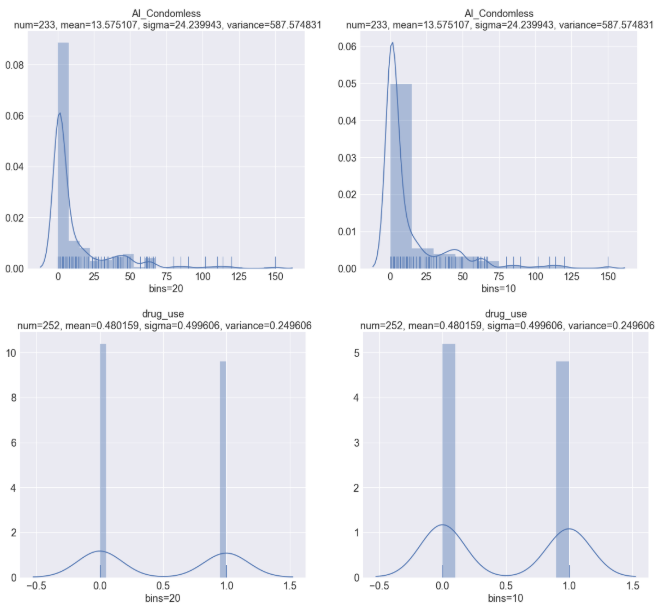 AI_Condomless
num=233, mean=13.575107, sigma=24.239943, variance=587.574831
0.08
0.06
0.04
0.02
0.00
0 25 50 75 100 125 150
bins=20
AI_Condomless
num=233, mean=13.575107, sigma=24.239943, variance=587.574831
0.06
0.05
0.04
0.03
0.02
0.01
0.00
0 25 50 75 100 125 150
bins=10
drug_use
num=252, mean=0.480159, sigma=0.499606, variance=0.249606
10
8
6
4
2
0
−0.5 0.0 0.5 1.0 1.5
bins=20
drug_use
num=252, mean=0.480159, sigma=0.499606, variance=0.249606
5
4
3
2
1
0
−0.5 0.0 0.5 1.0 1.5
bins=10